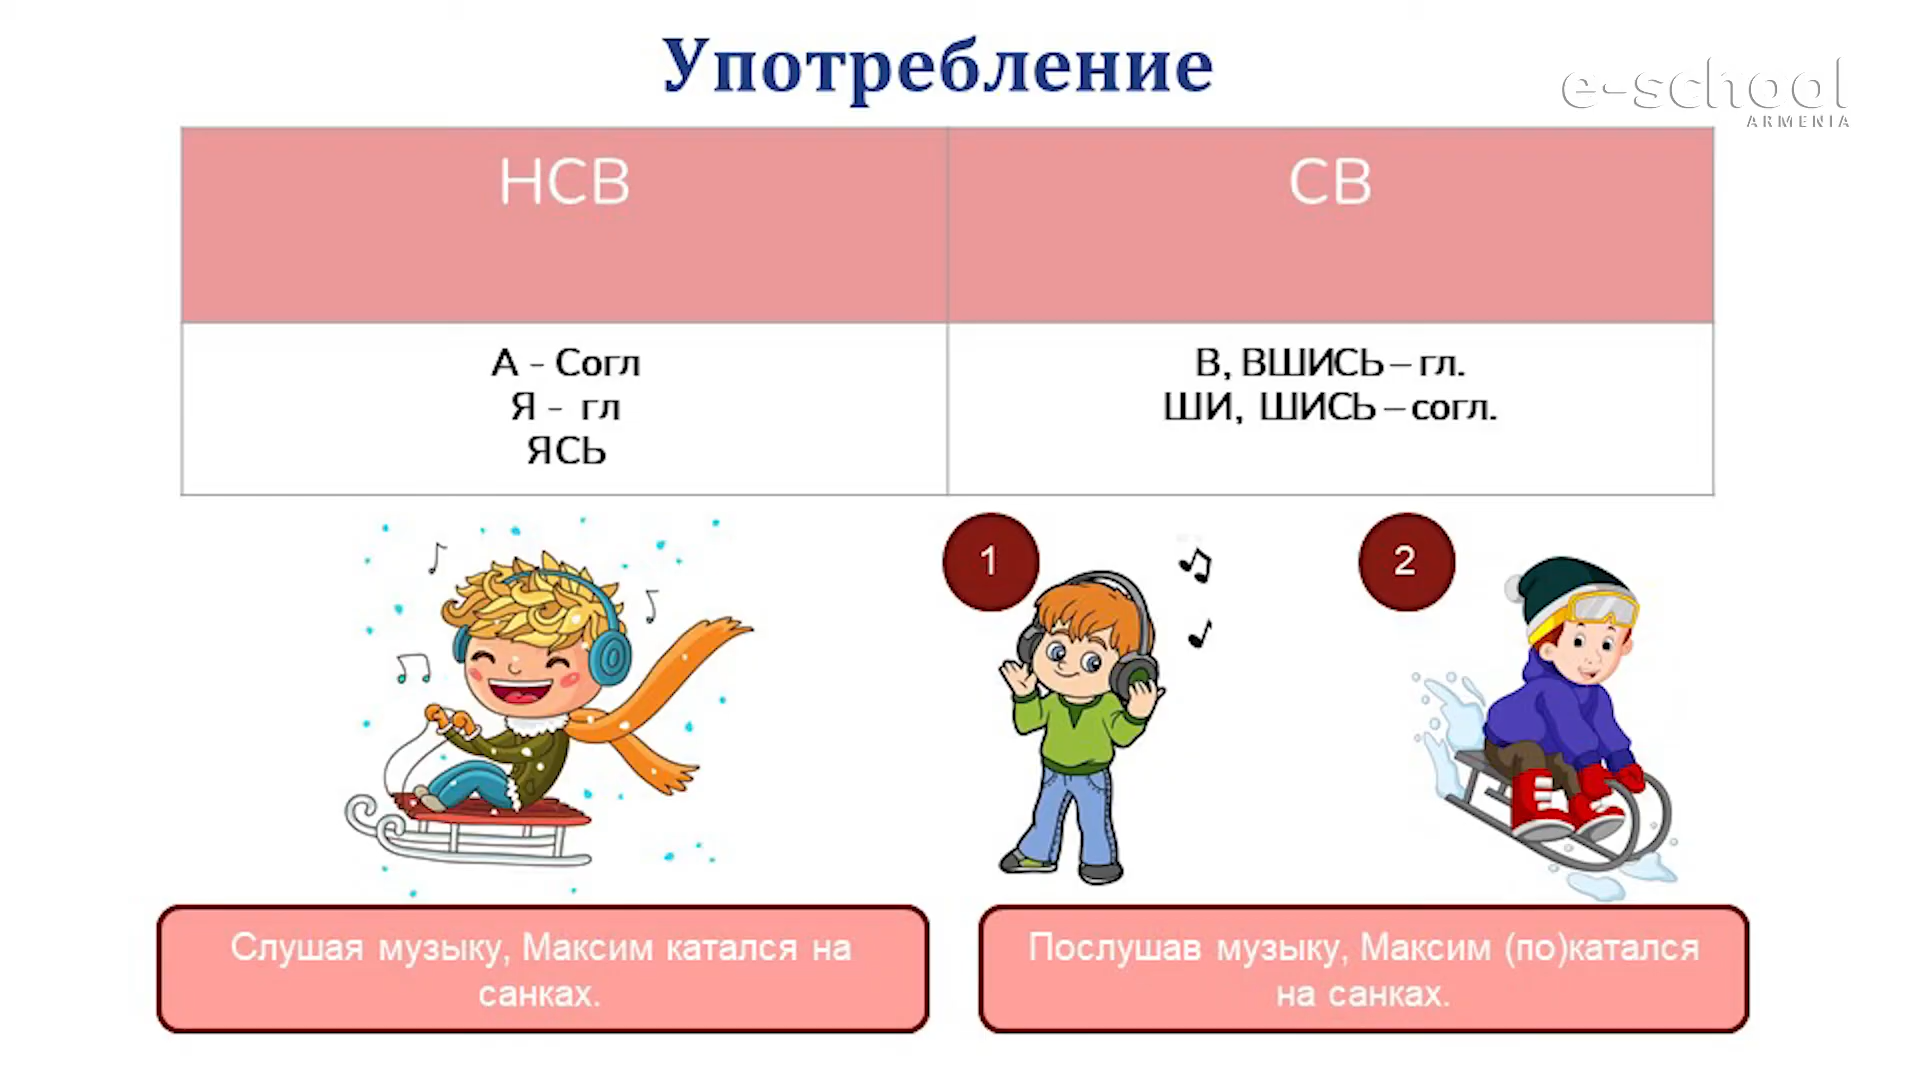 Употребление
e-school
ARMENIA
НСВ
СВ
А - Согл
Я - гл
ЯСЬ
В, ВШИСЬ – гл.
ШИ, ШИСЬ – согл.
1
2
Слушая музыку, Максим катался на
санках.
Послушав музыку, Максим (по)катался
на санках.